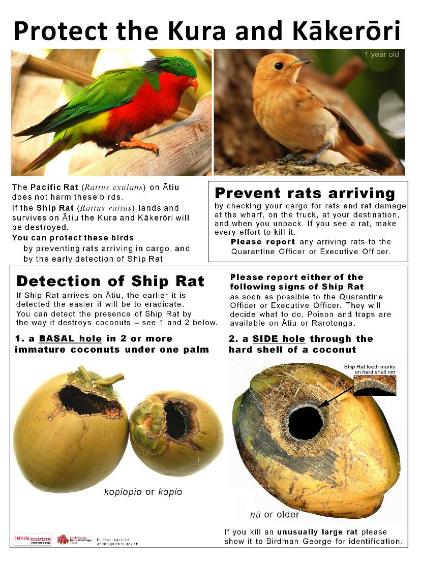 Protect the Kura and Kākerōri
1 year old
The Pacific Rat (Rattus exulans) on Ātiu
does not harm these birds.
If the Ship Rat (Rattus rattus) lands and
survives on Ātiu the Kura and Kākerōri will
be destroyed.
You can protect these birds
by preventing rats arriving in cargo, and
by the early detection of Ship Rat
Prevent rats arriving
by checking your cargo for rats and rat damage
at the wharf, on the truck, at your destination,
and when you unpack. If you see a rat, make
every effort to kill it.
Please report any arriving rats to the
Quarantine Officer or Executive Officer.
Detection of Ship Rat
If Ship Rat arrives on Ātiu, the earlier it is
detected the easier it will be to eradicate.
You can detect the presence of Ship Rat by
the way it destroys coconuts – see 1 and 2 below.
Please report either of the
following signs of Ship Rat
as soon as possible to the Quarantine
Officer or Executive Officer. They will
decide what to do. Poison and traps are
available on Ātiu or Rarotonga.
1. a BASAL hole in 2 or more
immature coconuts under one palm
kopiopio or kopio
2. a SIDE hole through the
hard shell of a coconut
Ship Rat teeth marks
on hard shell rim
nū or older
If you kill an unusually large rat please
show it to Birdman George for identification.
CRITICAL ECOSYSTEM